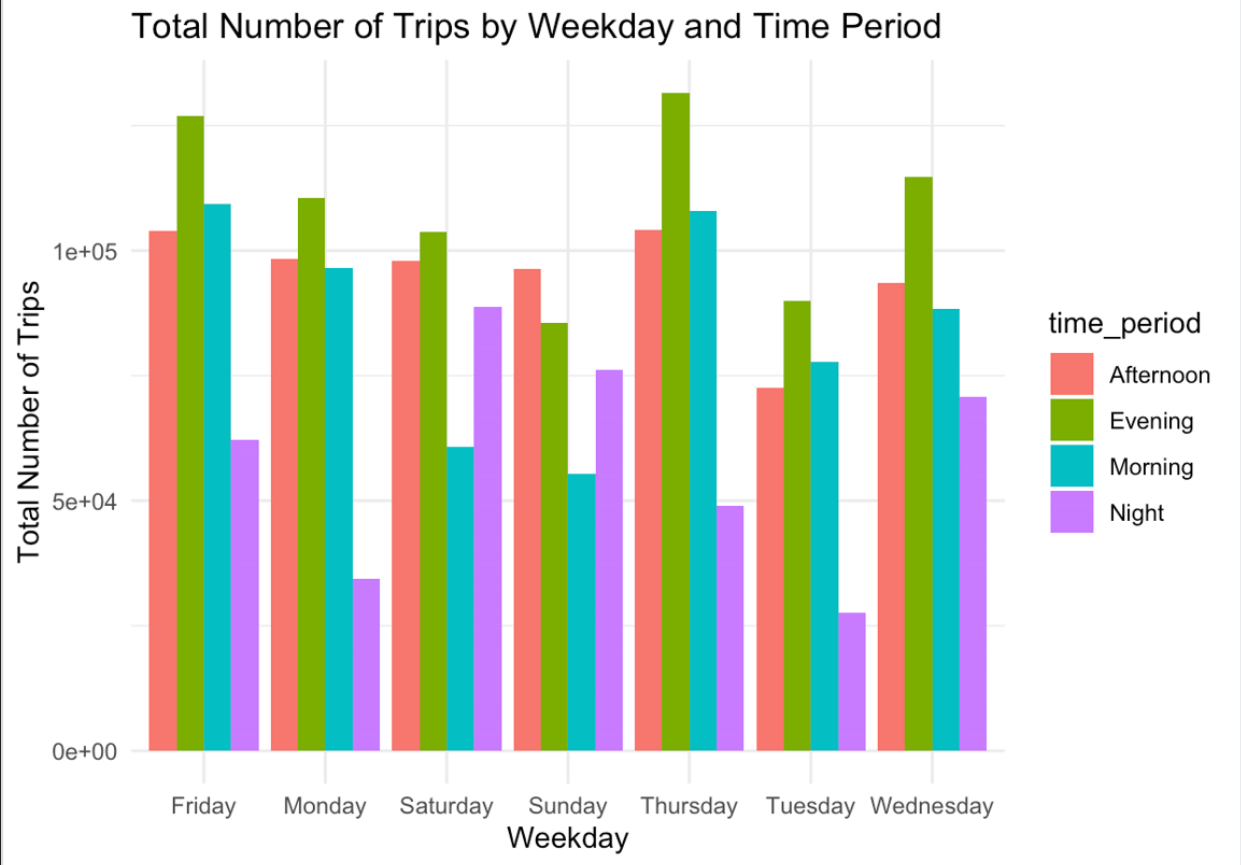 Total Number of Trips by Weekday and Time Period
Total Number of Trips
1e+05
5e+04
0e+00
Friday Monday Saturday Sunday Thursday Tuesday Wednesday
Weekday
time_period
Afternoon
Evening
Morning
Night